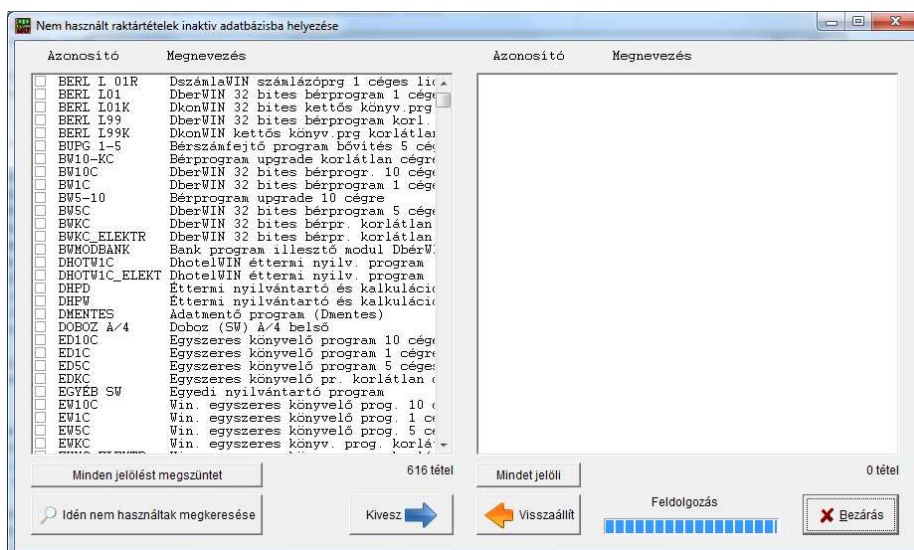 Nem használt raktártételek inaktív adatbázisba helyezése
Azonosító Megnevezés Azonosító Megnevezés
BERL L 01R DszámlaWIN számlázóprg 1 céges lic
BERL L01 DberWIN 32 bites bérprogram 1 cége
BERL L01K DkonWIN 32 bites kettős könyv.prg
BERL L99 DberWIN 32 bites bérprogram korl.
BERL L99K DkonWIN kettős könyv.prg korlátlan
BUPG 1-5 Bérszámfejtő program bővítés 5 cég
BW10-KC Bérprogram upgrade korlátlan cégre
BW10C DberWIN 32 bites bérprogr. 10 cége
BW1C DberWIN 32 bites bérprogram 1 cége
BW5-10 Bérprogram upgrade 10 cégre
BW5C DberWIN 32 bites bérprogram 5 cége
BWKC DberWIN 32 bites bérpr. korlátlan
BWKC_ELEKTR DberWIN 32 bites bérpr. korlátlan
BWMODBANK Bank program illesztő modul DbérW
DHOTW1C DhotelWIN éttermi nyilv. program
DHOTW1C_ELEKT DhotelWIN éttermi nyilv. program
DHPD Éttermi nyilvántartó és kalkuláció
DHPW Éttermi nyilvántartó és kalkuláció
DMENTES Adatmentő program (Dmentes)
DOBOZ A/4 Doboz (SW) A/4 belső
ED10C Egyszeres könyvelő program 10 cége
ED1C Egyszeres könyvelő program 1 cégre
ED5C Egyszeres könyvelő program 5 céges
EDKC Egyszeres könyvelő pr. korlátlan c
EGYÉB SW Egyedi nyilvántartó program
EW10C Win. egyszeres könyvelő prog. 10 c
EW1C Win. egyszeres könyvelő prog. 1 cé
EW5C Win. egyszeres könyvelő prog. 5 cé
EWKC Win. egyszeres könyv. prog. korlá
Minden jelölést megszüntet 616 tétel Mindet jelöli 0 tétel
Idén nem használtak megkeresése Kivesz Visszaállít Feldolgozás Bezárás